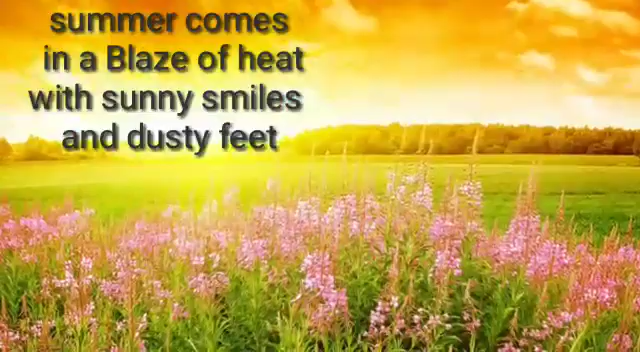 summer comes
in a Blaze of heat
with sunny smiles
and dusty feet